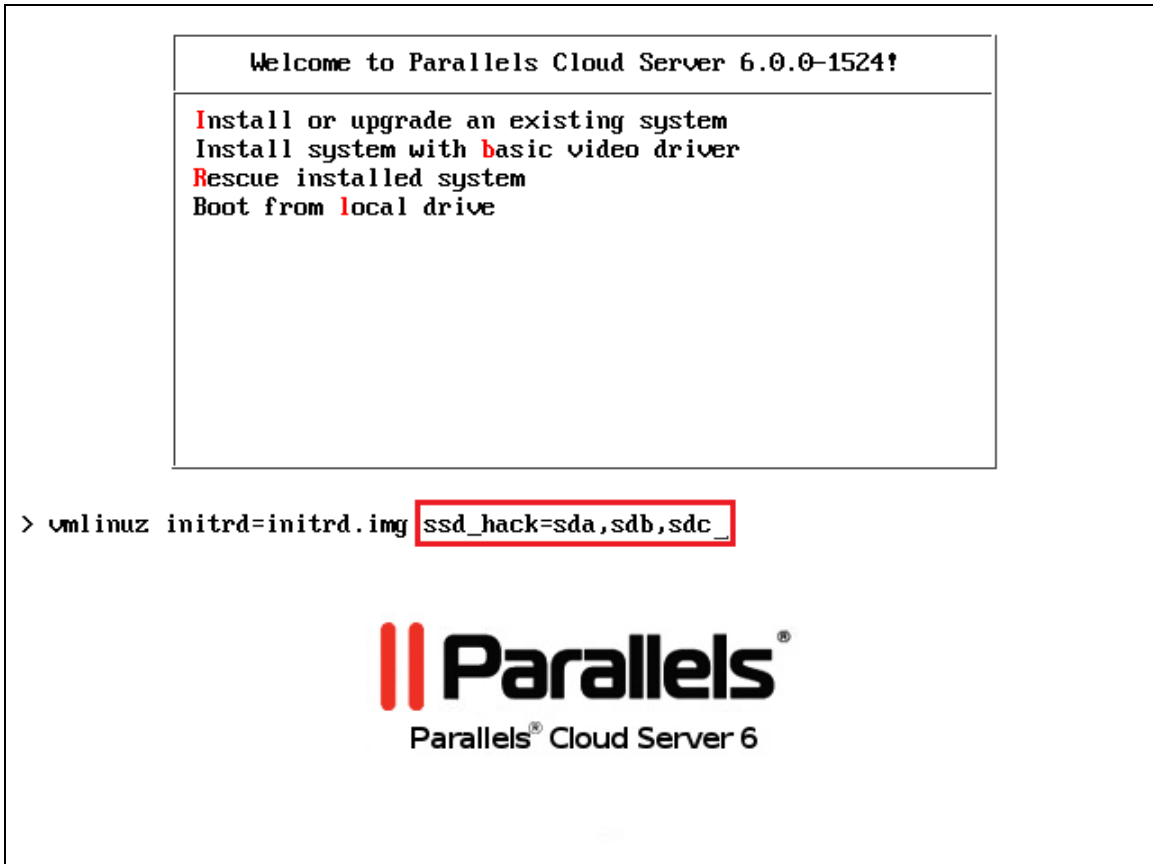 Welcome to Parallels Cloud Server 6.0.0-1524!
Install or upgrade an existing system
Install system with basic video driver
Rescue installed system
Boot from local drive
> vmlinuz initrd=initrd.img ssd_hack=sda,sdb,sdc_
Parallels®
Parallels® Cloud Server 6